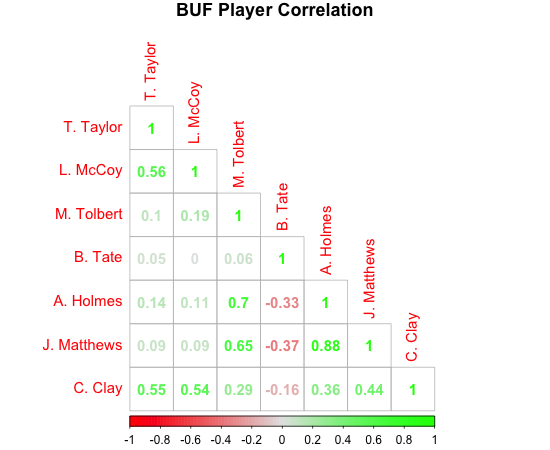 BUF Player Correlation
T. Taylor
L. McCoy
M. Tolbert
B. Tate
A. Holmes
J. Matthews
C. Clay
T. Taylor 1
L. McCoy 0.56 1
M. Tolbert 0.1 0.19 1
B. Tate 0.05 0 0.06 1
A. Holmes 0.14 0.11 0.7 -0.33 1
J. Matthews 0.09 0.09 0.65 -0.37 0.88 1
C. Clay 0.55 0.54 0.29 -0.16 0.36 0.44 1
-1 -0.8 -0.6 -0.4 -0.2 0 0.2 0.4 0.6 0.8 1